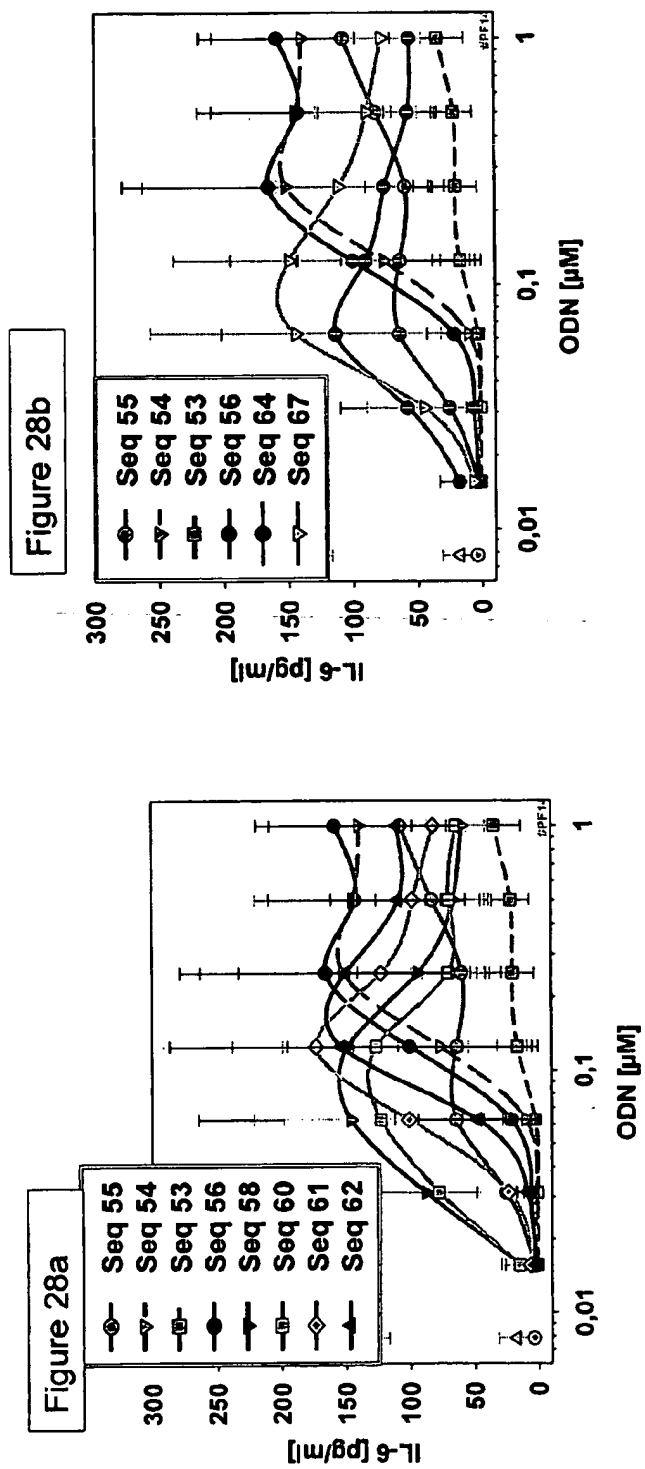 Figure 28a
IL-6 [pg/ml]
300
250
200
150
100
50
0
Seq 55
Seq 54
Seq 53
Seq 56
Seq 58
Seq 60
Seq 61
Seq 62
0,01
0,1
1
ODN [µM]
Figure 28b
IL-6 [pg/ml]
300
250
200
150
100
50
0
Seq 55
Seq 54
Seq 53
Seq 56
Seq 64
Seq 67
0,01
0,1
1
ODN [µM]